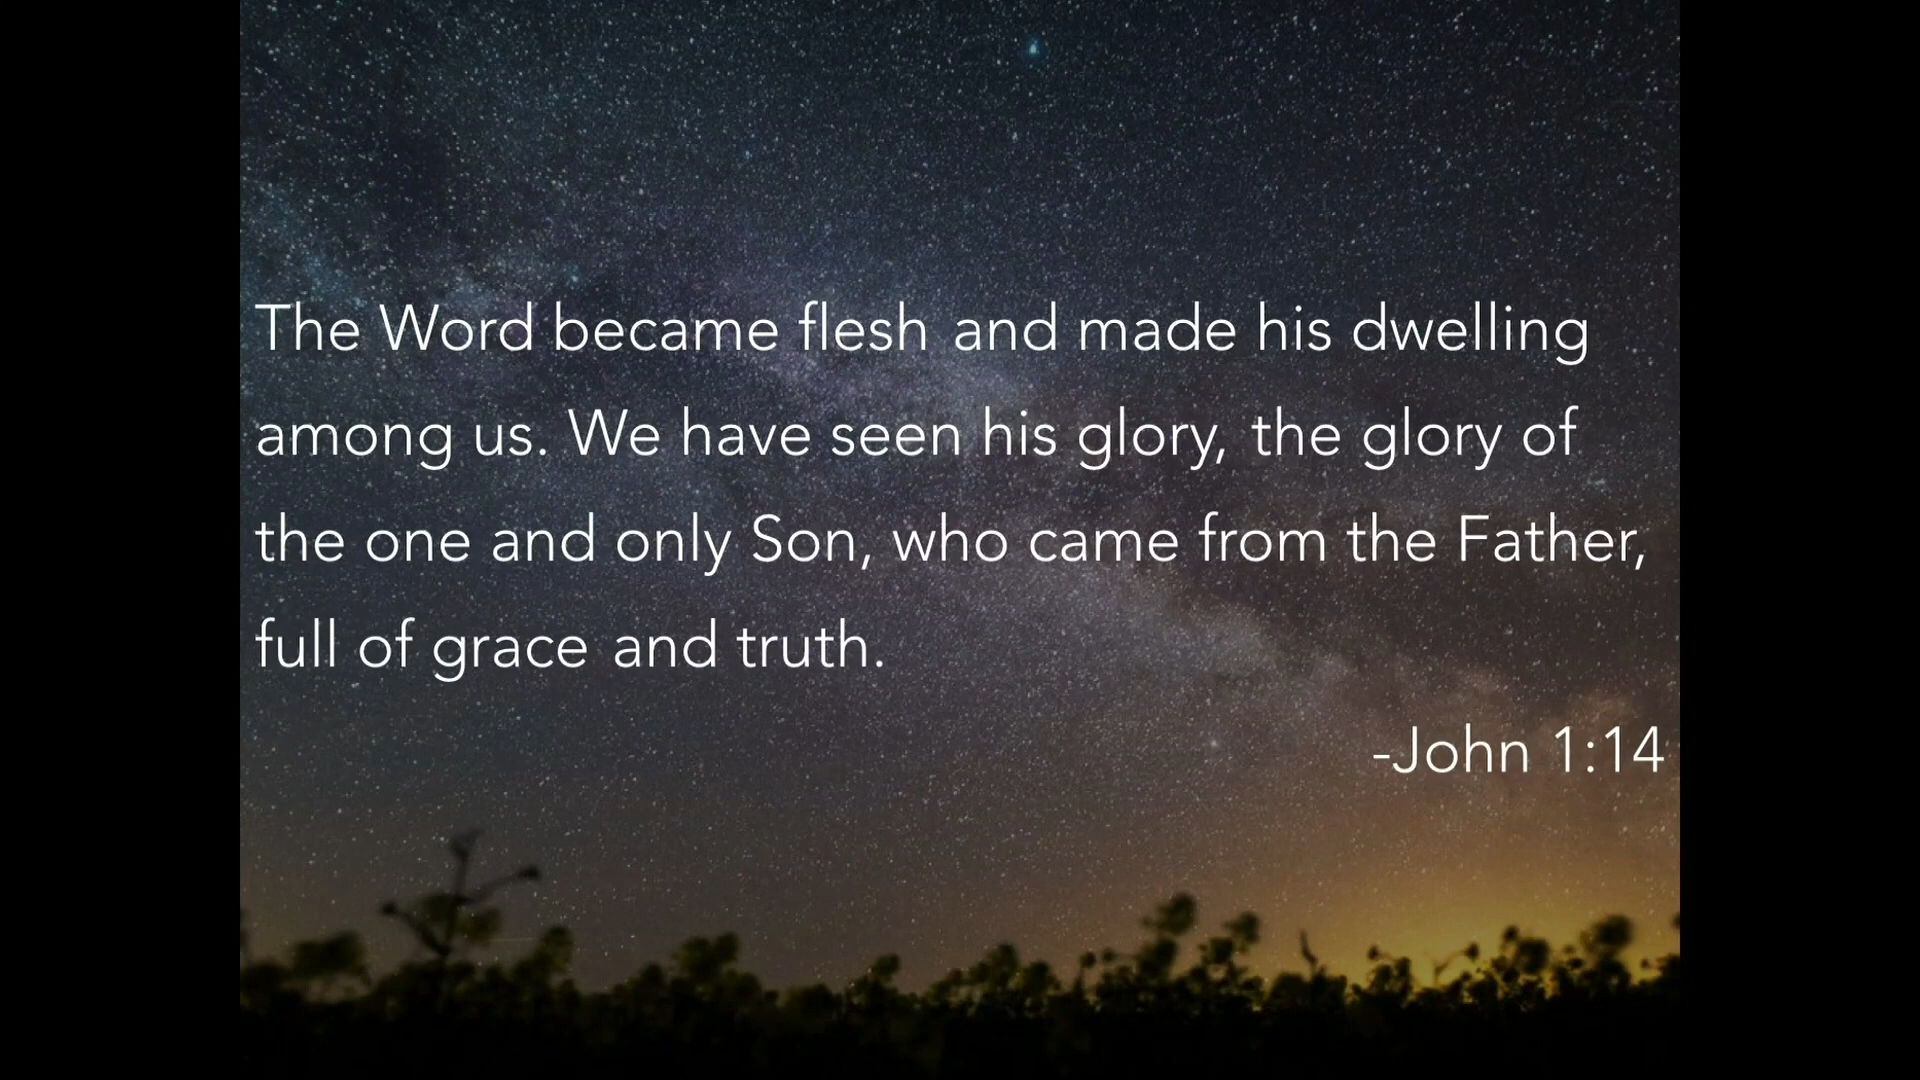 The Word became flesh and made his dwelling
among us. We have seen his glory, the glory of
the one and only Son, who came from the Father,
full of grace and truth.
-John 1:14